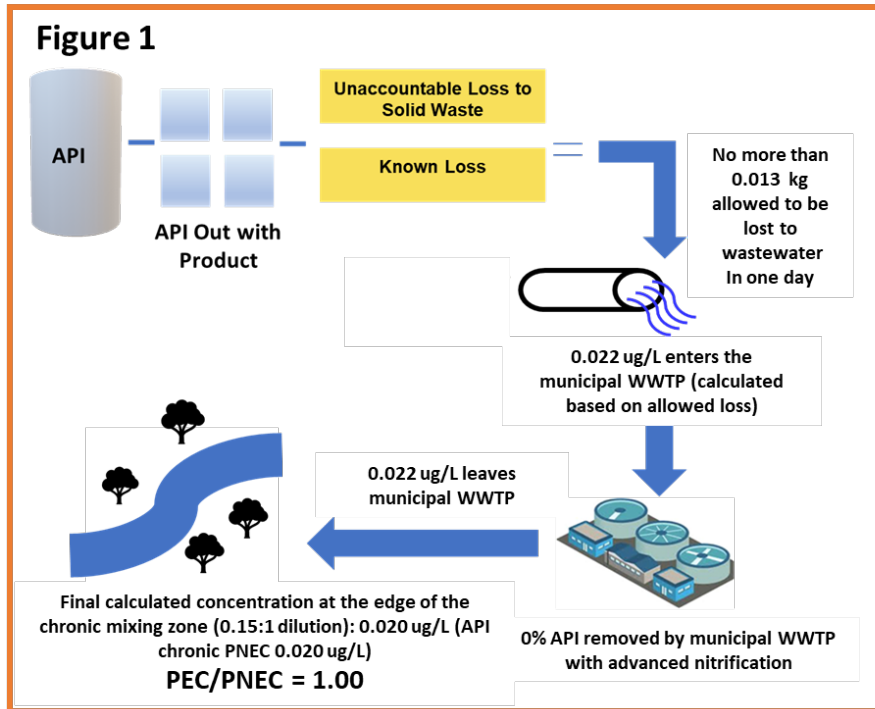 Figure 1
API
API Out with
Product
Unaccountable Loss to
Solid Waste
Known Loss
No more than
0.013 kg
allowed to be
lost to
wastewater
In one day
0.022 ug/L enters the
municipal WWTP (calculated
based on allowed loss)
0% API removed by municipal WWTP
with advanced nitrification
0.022 ug/L leaves
municipal WWTP
Final calculated concentration at the edge of the
chronic mixing zone (0.15:1 dilution): 0.020 ug/L (API
chronic PNEC 0.020 ug/L)
PEC/PNEC = 1.00